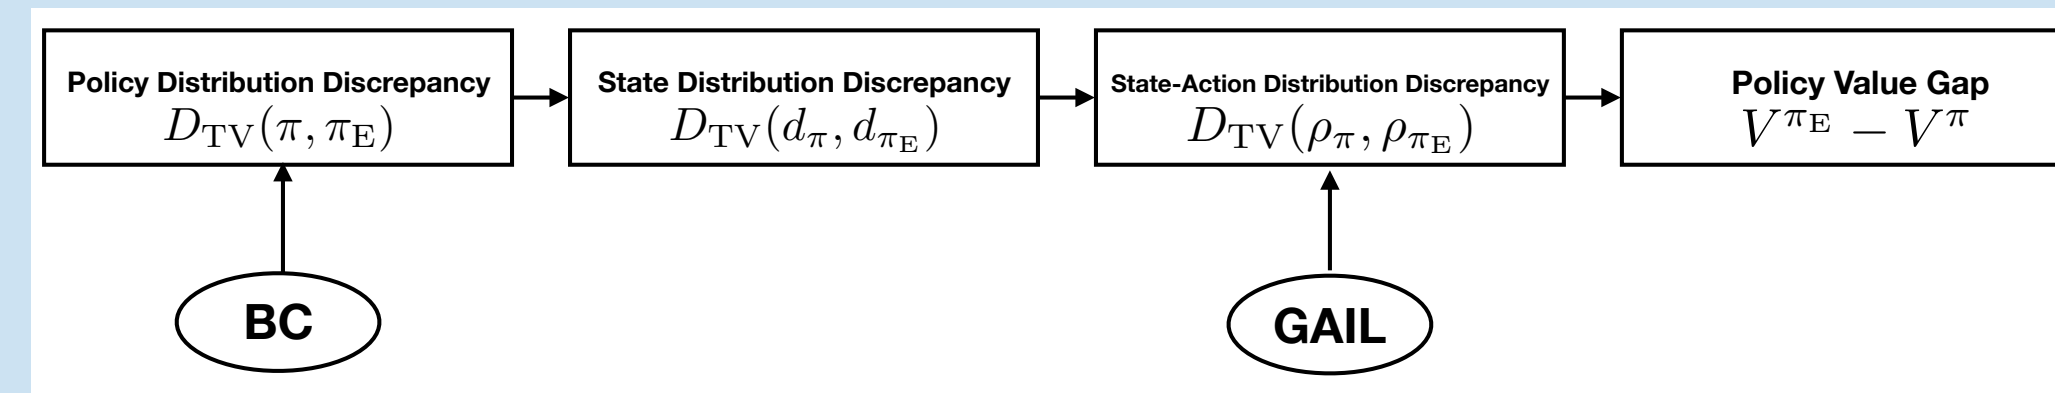 Policy Distribution Discrepancy
$D_{\mathrm{TV}}(\pi, \pi_{\mathrm{E}})$
State Distribution Discrepancy
$D_{\mathrm{TV}}(d_{\pi}, d_{\pi_{\mathrm{E}}})$
State-Action Distribution Discrepancy
$D_{\mathrm{TV}}(\rho_{\pi}, \rho_{\pi_{\mathrm{E}}})$
Policy Value Gap
$V^{\pi_{\mathrm{E}}} - V^{\pi}$
BC
GAIL